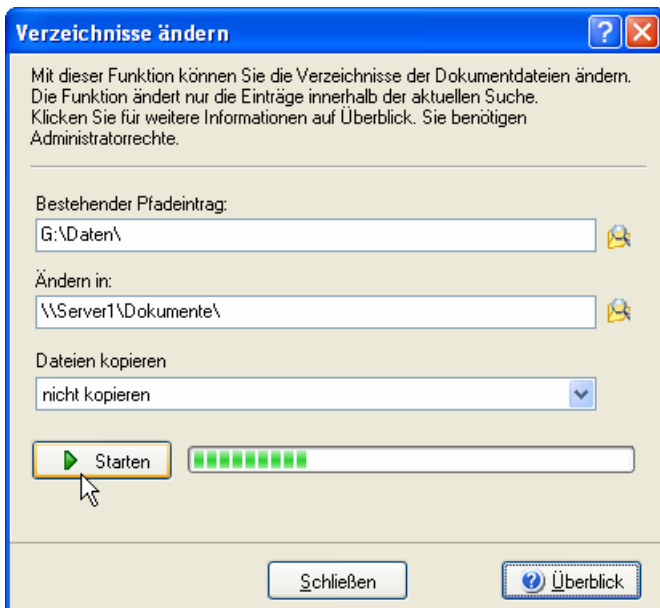 Verzeichnisse ändern
Mit dieser Funktion können Sie die Verzeichnisse der Dokumentdateien ändern.
Die Funktion ändert nur die Einträge innerhalb der aktuellen Suche.
Klicken Sie für weitere Informationen auf Überblick. Sie benötigen
Administratorrechte.
Bestehender Pfadeintrag:
G:\Daten\
Ändern in:
\\Server1\Dokumente\
Dateien kopieren
nicht kopieren
Starten
Schließen
Überblick